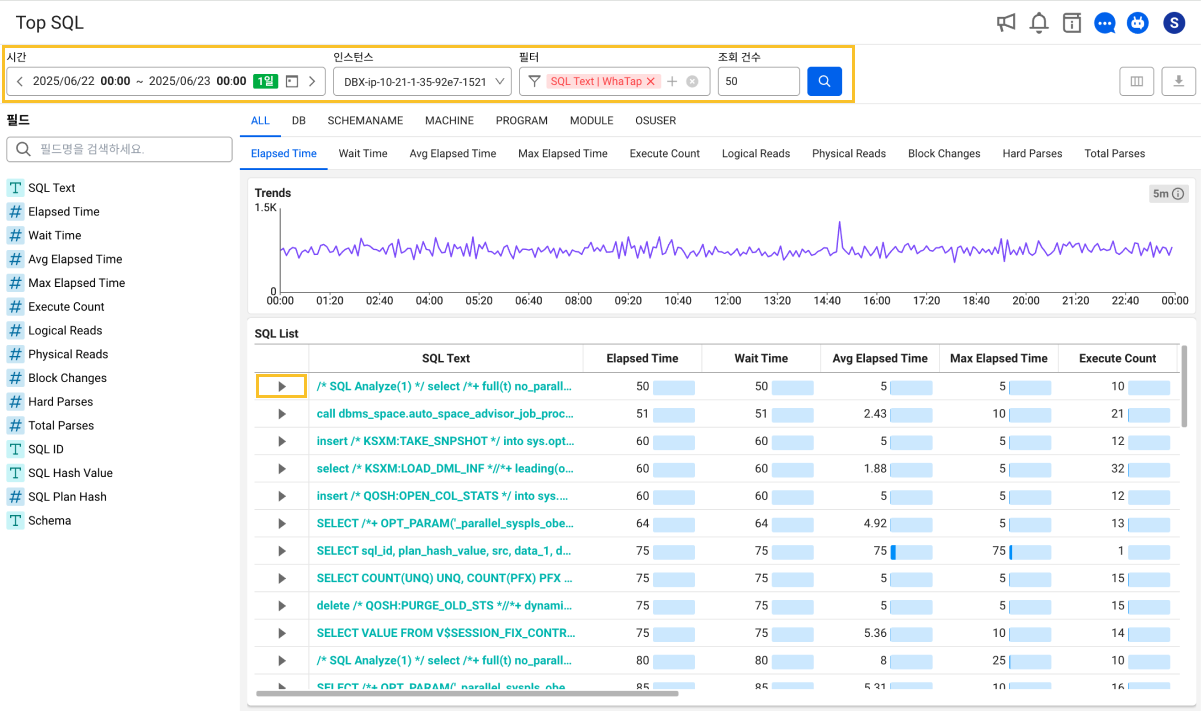 Top SQL
S
시간 인스턴스 필터 조회 건수
2025/06/22 00:00 ~ 2025/06/23 00:00 1일 DBX-ip-10-21-1-35-92e7-1521 SQL Text | WhaTap 50
필드
필드명을 검색하세요.
SQL Text
Elapsed Time
Wait Time
Avg Elapsed Time
Max Elapsed Time
Execute Count
Logical Reads
Physical Reads
Block Changes
Hard Parses
Total Parses
SQL ID
SQL Hash Value
SQL Plan Hash
Schema
ALL DB SCHEMANAME MACHINE PROGRAM MODULE OSUSER
Elapsed Time Wait Time Avg Elapsed Time Max Elapsed Time Execute Count Logical Reads Physical Reads Block Changes Hard Parses Total Parses
Trends 5m
1.5K
0
00:00 01:20 02:40 04:00 05:20 06:40 08:00 09:20 10:40 12:00 13:20 14:40 16:00 17:20 18:40 20:00 21:20 22:40 00:00
SQL List
SQL Text Elapsed Time Wait Time Avg Elapsed Time Max Elapsed Time Execute Count
/* SQL Analyze(1) */ select /*+ full(t) no_parall... 50 50 5 5 10
call dbms_space.auto_space_advisor_job_proc... 51 51 2.43 10 21
insert /* KSXM:TAKE_SNPSHOT */ into sys.opt... 60 60 5 5 12
select /* KSXM:LOAD_DML_INF *//*+ leading(o... 60 60 1.88 5 32
insert /* QOSH:OPEN_COL_STATS */ into sys.... 60 60 5 5 12
SELECT /*+ OPT_PARAM('_parallel_syspls_obe... 64 64 4.92 5 13
SELECT sql_id, plan_hash_value, src, data_1, d... 75 75 75 75 1
SELECT COUNT(UNQ) UNQ, COUNT(PFX) PFX ... 75 75 5 5 15
delete /* QOSH:PURGE_OLD_STS *//*+ dynami... 75 75 5 5 15
SELECT VALUE FROM V$SESSION_FIX_CONTR... 75 75 5.36 10 14
/* SQL Analyze(1) */ select /*+ full(t) no_parall... 80 80 8 25 10
SELECT /*+ OPT_PARAM('_parallel_syspls_obe 85 85 5.31 10 16